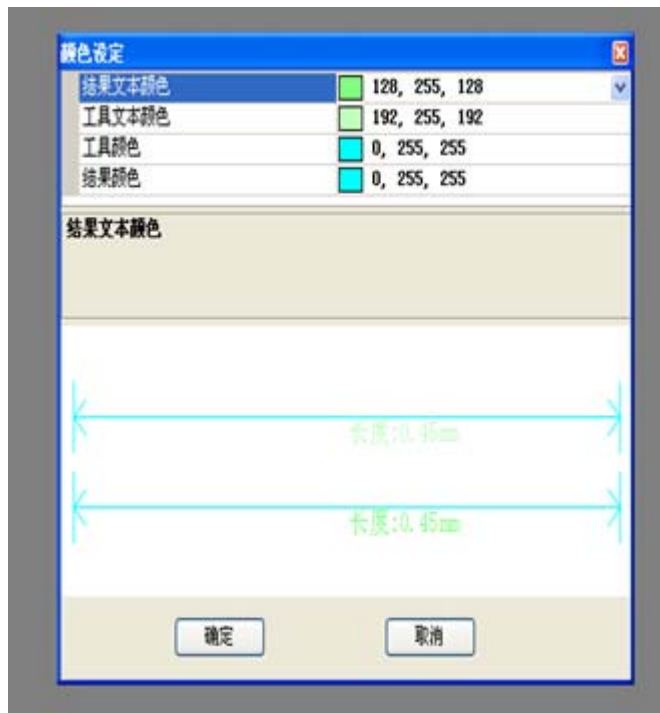 颜色设定
结果文本颜色 128, 255, 128
工具文本颜色 192, 255, 192
工具颜色 0, 255, 255
结果颜色 0, 255, 255
结果文本颜色
长度:0.45mm
长度:0.45mm
确定 取消